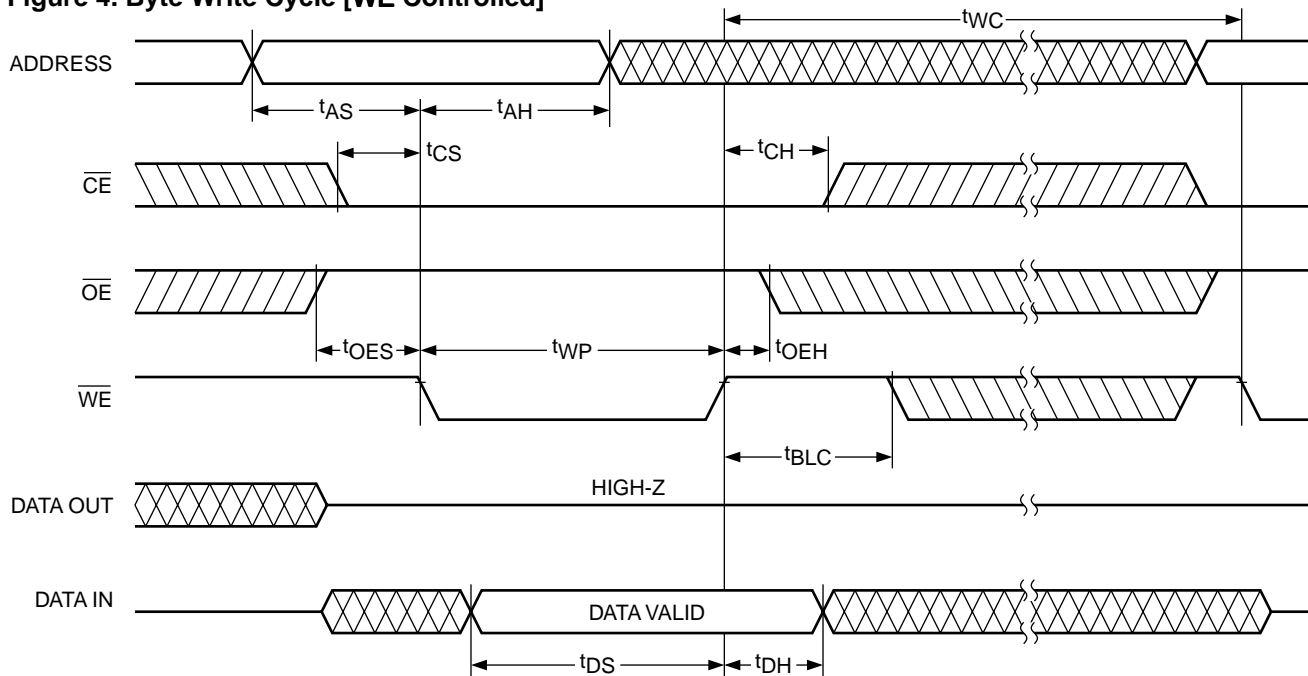 Figure 4. Byte Write Cycle [WE Controlled]
tWC
ADDRESS
tAS
tAH
tCS
tCH
CE
OE
tOES
tWP
tOEH
WE
tBLC
HIGH-Z
DATA OUT
DATA IN
DATA VALID
tDS
tDH